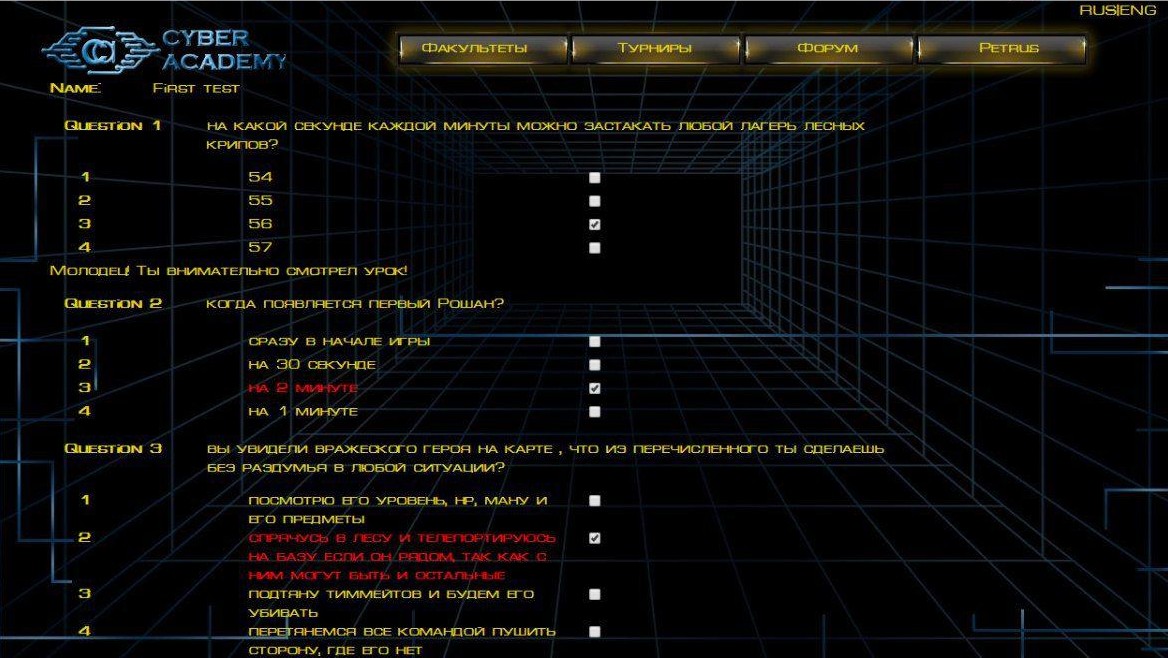 RUS|ENG
CYBER
ACADEMY
Факультеты Турниры Форум Petrus
Name: First test
Question 1 на какой секунде каждой минуты можно застакать любой лагерь лесных
крипов?
1 54
2 55
3 56
4 57
Молодец! Ты внимательно смотрел урок!
Question 2 когда появляется первый Рошан?
1 сразу в начале игры
2 на 30 секунде
3 на 2 минуте
4 на 1 минуте
Question 3 вы увидели вражеского героя на карте , что из перечисленного ты сделаешь
без раздумья в любой ситуации?
1 посмотрю его уровень, hp, ману и
его предметы
2 спрячусь в лесу и телепортируюсь
на базу если он рядом, так как с
ним могут быть и остальные
3 подтяну тиммейтов и будем его
убивать
4 перетянемся все командой пушить
сторону, где его нет